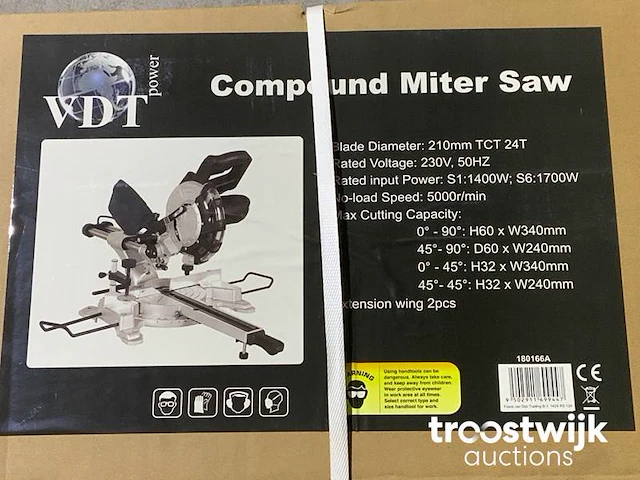 VDT power
Compound Miter Saw
Blade Diameter: 210mm TCT 24T
Rated Voltage: 230V, 50HZ
Rated input Power: S1:1400W; S6:1700W
No-load Speed: 5000r/min
Max Cutting Capacity:
0° - 90°: H60 x W340mm
45°- 90°: D60 x W240mm
0° - 45°: H32 x W340mm
45°- 45°: H32 x W240mm
Extension wing 2pcs
WARNING
Using handtools can be
dangerous. Always take care,
and keep away from children.
Wear protective eyewear
in work area at all times.
Select correct type and
size handtool for work.
180166A
CE
troostwijk
auctions